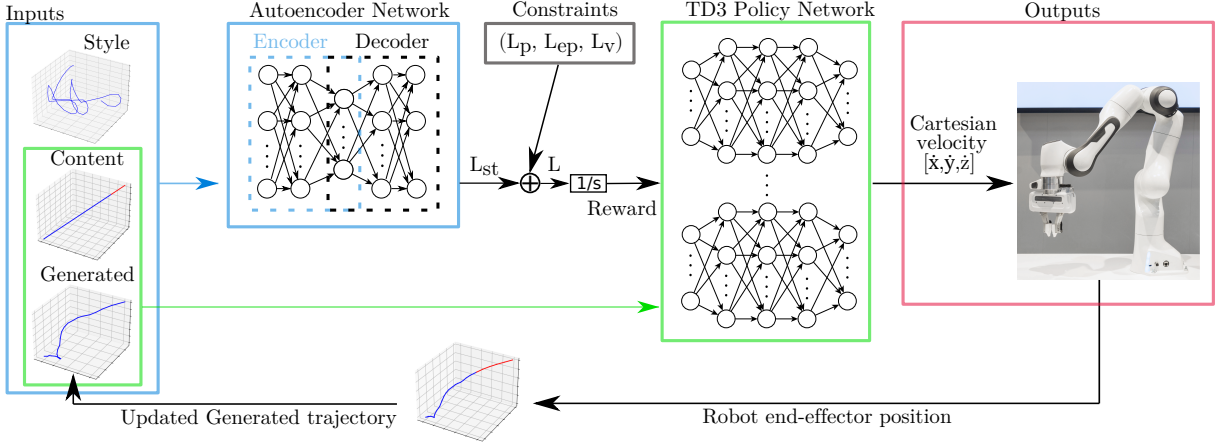 Inputs
Style
Content
Generated
Autoencoder Network
Encoder
Decoder
Constraints
(Lp, Lep, Lv)
Lst
L
1/s
Reward
TD3 Policy Network
Outputs
Cartesian
velocity
[ẋ,ẏ,ż]
Updated Generated trajectory
Robot end-effector position